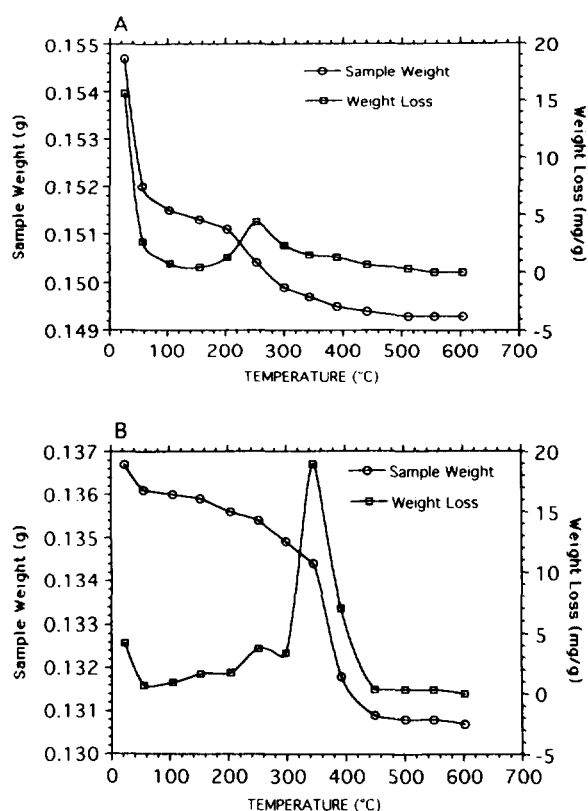 A
0.155
0.154
0.153
0.152
0.151
0.150
0.149
Sample Weight (g)
Sample Weight
Weight Loss
20
15
10
5
0
-5
Weight Loss (mg/g)
0 100 200 300 400 500 600 700
TEMPERATURE (°C)
B
0.137
0.136
0.135
0.134
0.133
0.132
0.131
0.130
Sample Weight (g)
Sample Weight
Weight Loss
20
15
10
5
0
-5
Weight Loss (mg/g)
0 100 200 300 400 500 600 700
TEMPERATURE (°C)